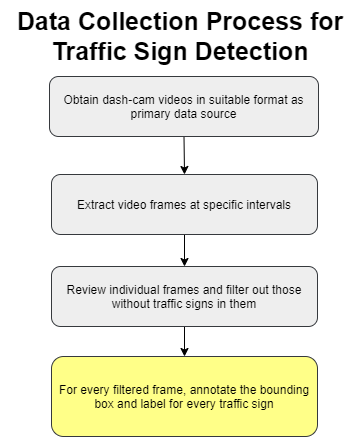 Data Collection Process for
Traffic Sign Detection
Obtain dash-cam videos in suitable format as
primary data source
Extract video frames at specific intervals
Review individual frames and filter out those
without traffic signs in them
For every filtered frame, annotate the bounding
box and label for every traffic sign